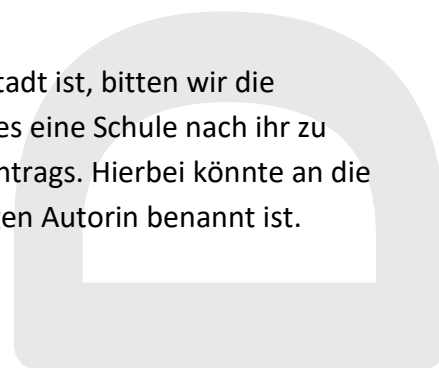 tadt ist, bitten wir die
es eine Schule nach ihr zu
ntrags. Hierbei könnte an die
gen Autorin benannt ist.